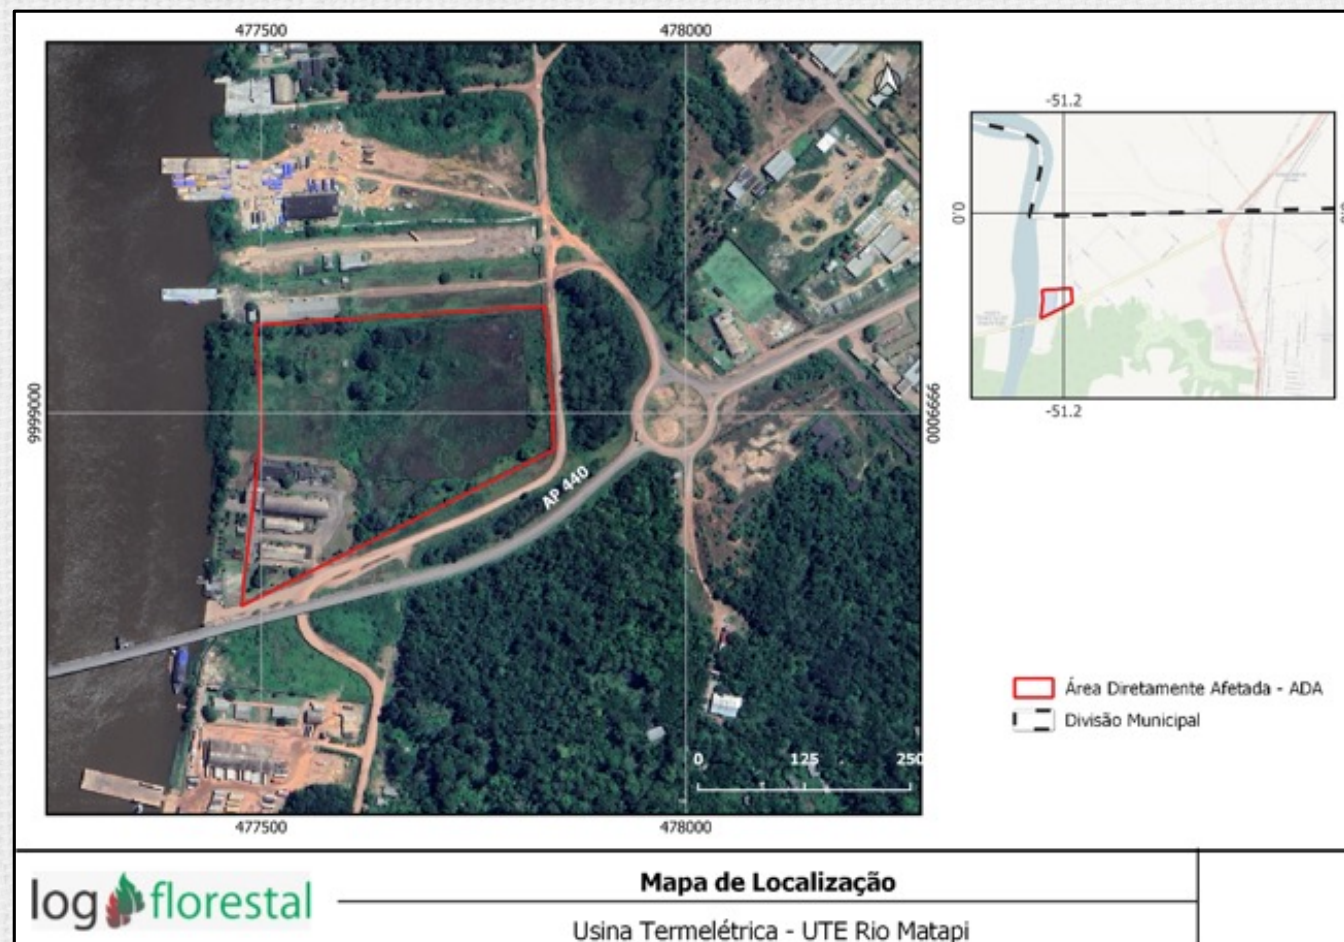 477500
478000
9999000
9999000
AP 440
0
125
250
477500
478000
-51.2
0,0
-51.2
Área Diretamente Afetada - ADA
Divisão Municipal
log florestal
Mapa de Localização
Usina Termelétrica - UTE Rio Matapi